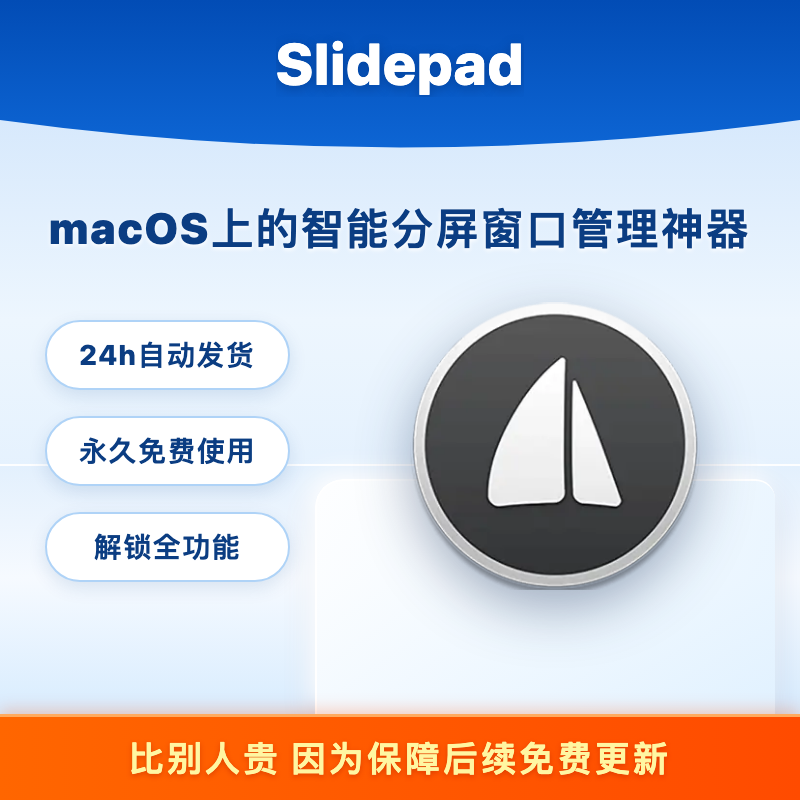 Slidepad
macOS上的智能分屏窗口管理神器
24h自动发货
永久免费使用
解锁全功能
比别人贵 因为保障后续免费更新